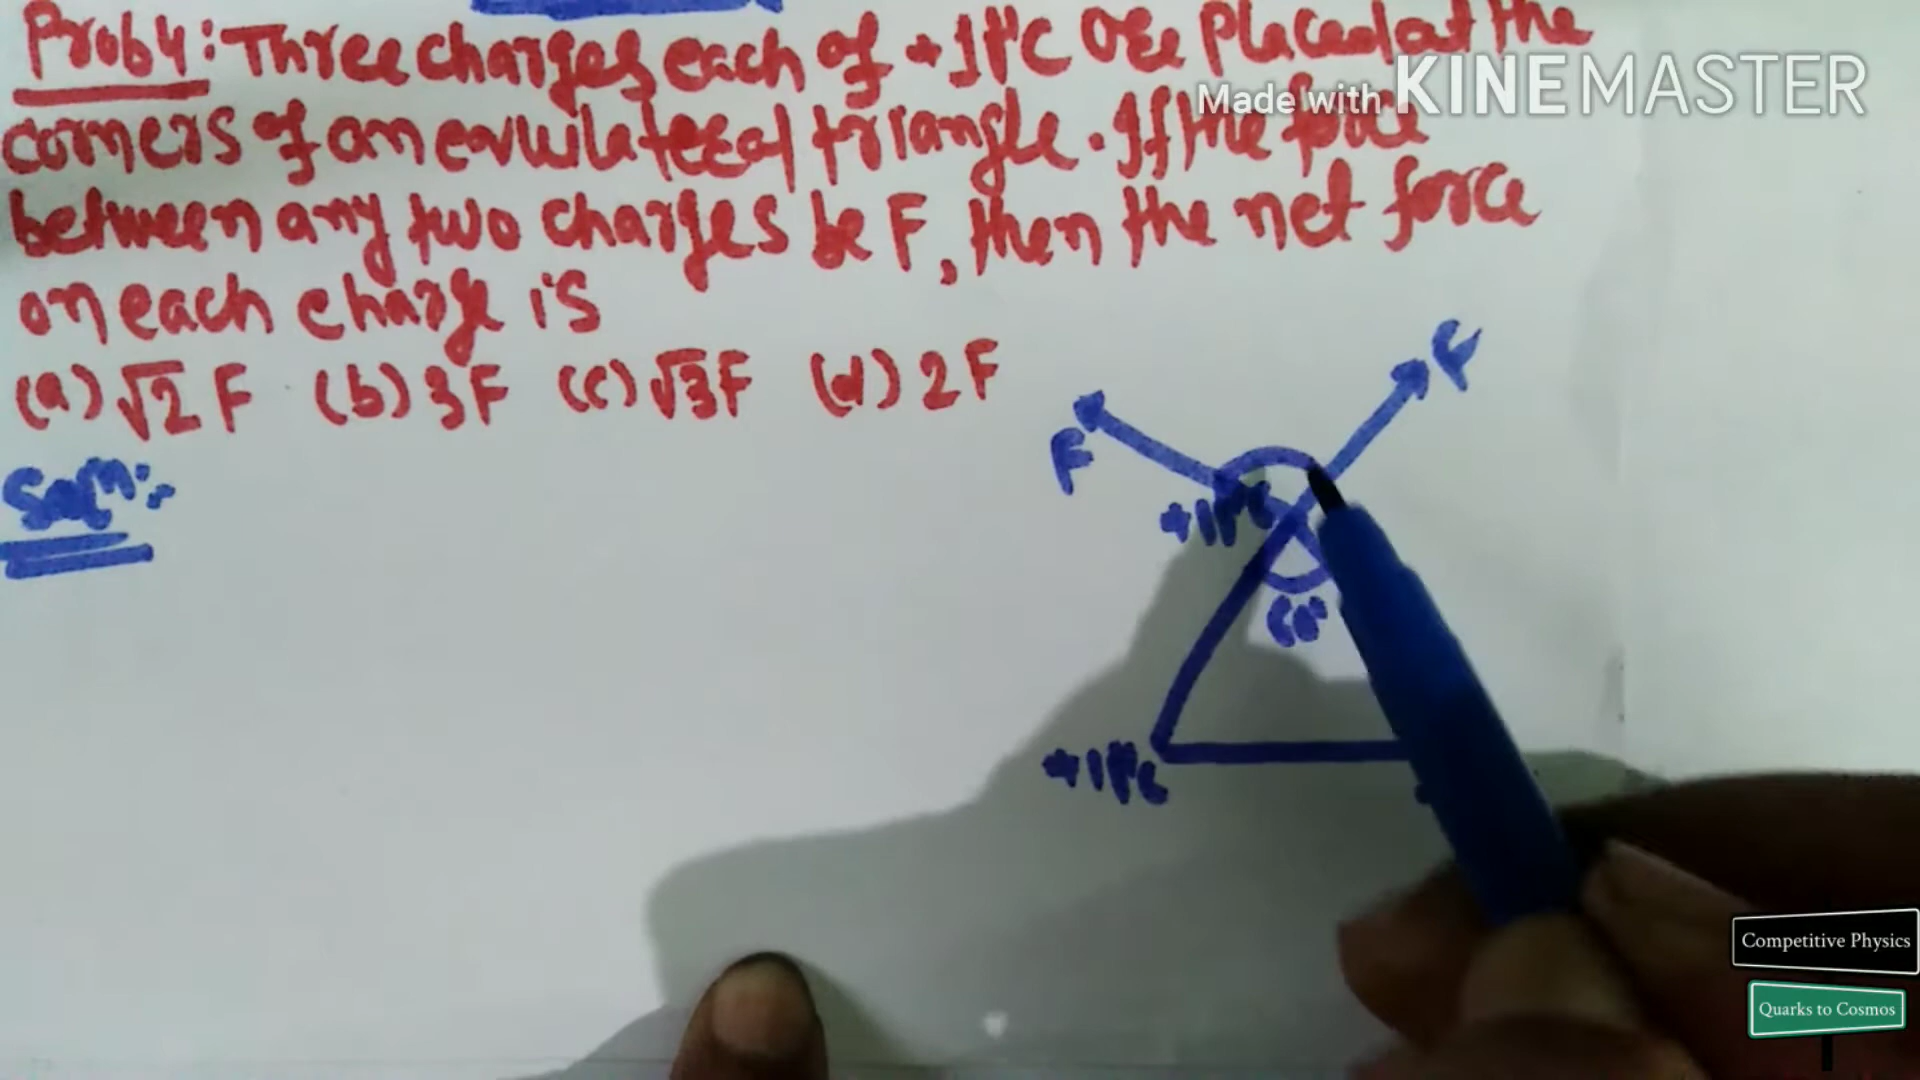 Prob 4: Three charges each of +1μC are placed at the
Made with KINEMASTER
corners of an equilateral triangle. If the force
between any two charges be F, then the net force
on each charge is
(a) √2 F (b) 3F (c) √3F (d) 2F
F
F
Soln:
+1μC
60°
+1μC
Competitive Physics
Quarks to Cosmos